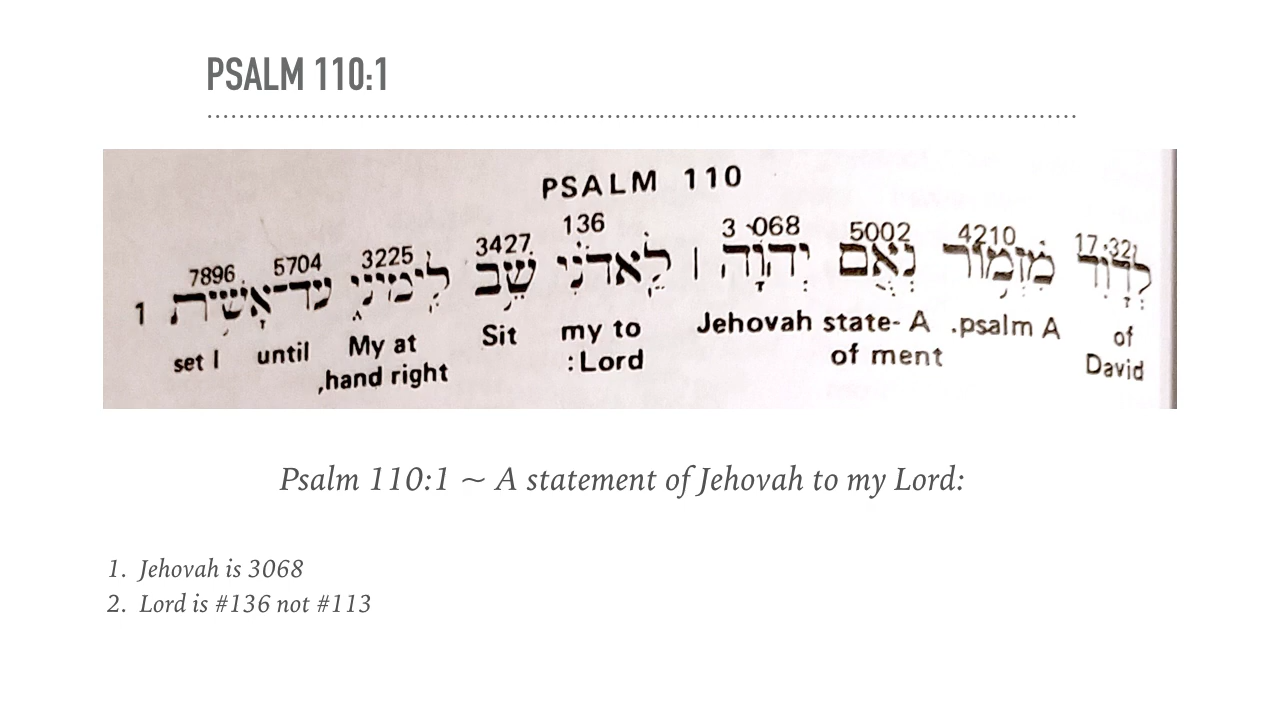 PSALM 110:1
PSALM 110
7896 5704 3225 3427 136 3068 5002 4210 1732
לְדָוִד מִזְמוֹר נְאֻם יְהוָֹה ׀ לַאדֹנִי שֵׁב לִימִינִי עַד־אָשִׁית 1
set I until My at Sit my to Jehovah state- A .psalm A of
,hand right :Lord of ment David
Psalm 110:1 ~ A statement of Jehovah to my Lord:
1. Jehovah is 3068
2. Lord is #136 not #113